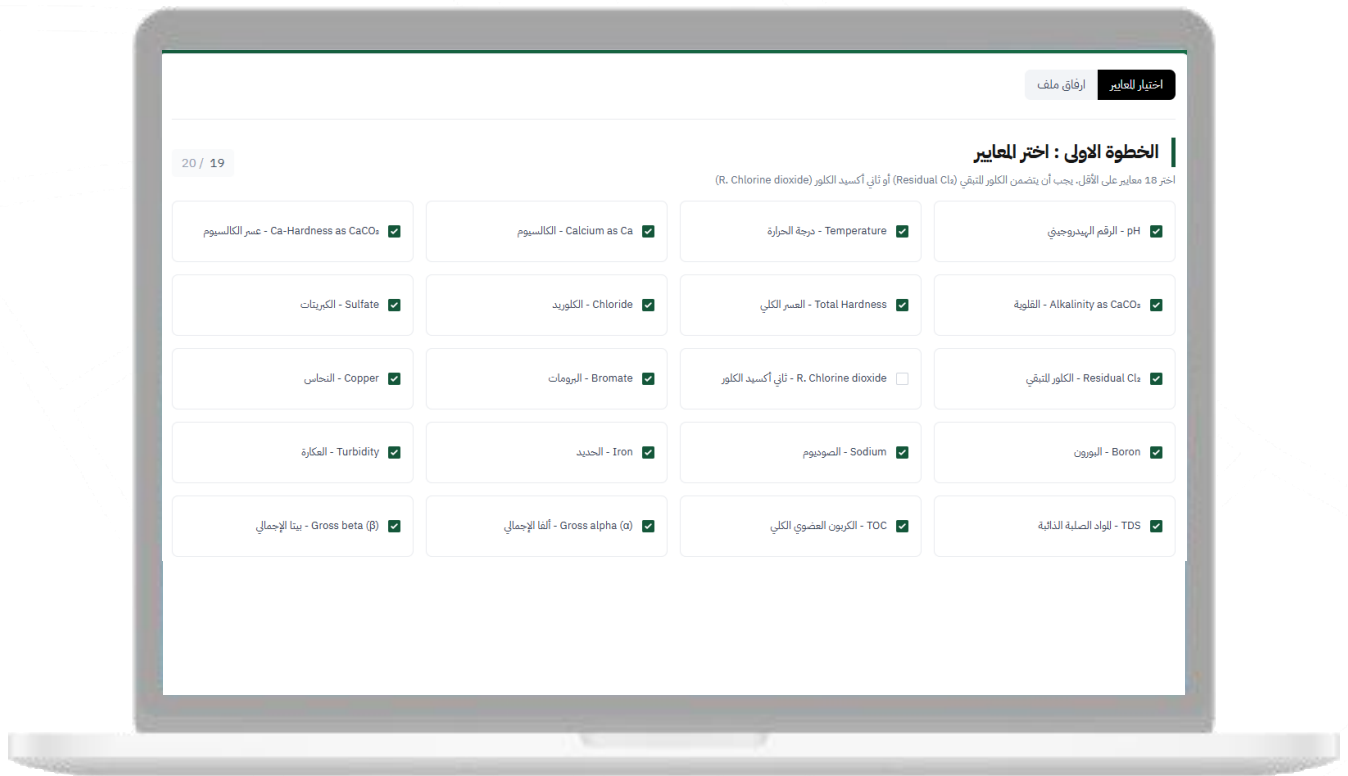 اختيار المعايير
ارفاق ملف
الخطوة الاولى : اختر المعايير
19 / 20
اختر 18 معايير على الأقل. يجب أن يتضمن الكلور المتبقي (Residual Cl₂) أو ثاني أكسيد الكلور (R. Chlorine dioxide)
pH - الرقم الهيدروجيني
Temperature - درجة الحرارة
Calcium as Ca - الكالسيوم
Ca-Hardness as CaCO₃ - عسر الكالسيوم
Alkalinity as CaCO₃ - القلوية
Total Hardness - العسر الكلي
Chloride - الكلوريد
Sulfate - الكبريتات
Residual Cl₂ - الكلور المتبقي
R. Chlorine dioxide - ثاني أكسيد الكلور
Bromate - البرومات
Copper - النحاس
Boron - البورون
Sodium - الصوديوم
Iron - الحديد
Turbidity - العكارة
TDS - المواد الصلبة الذائبة
TOC - الكربون العضوي الكلي
Gross alpha (α) - ألفا الإجمالي
Gross beta (β) - بيتا الإجمالي